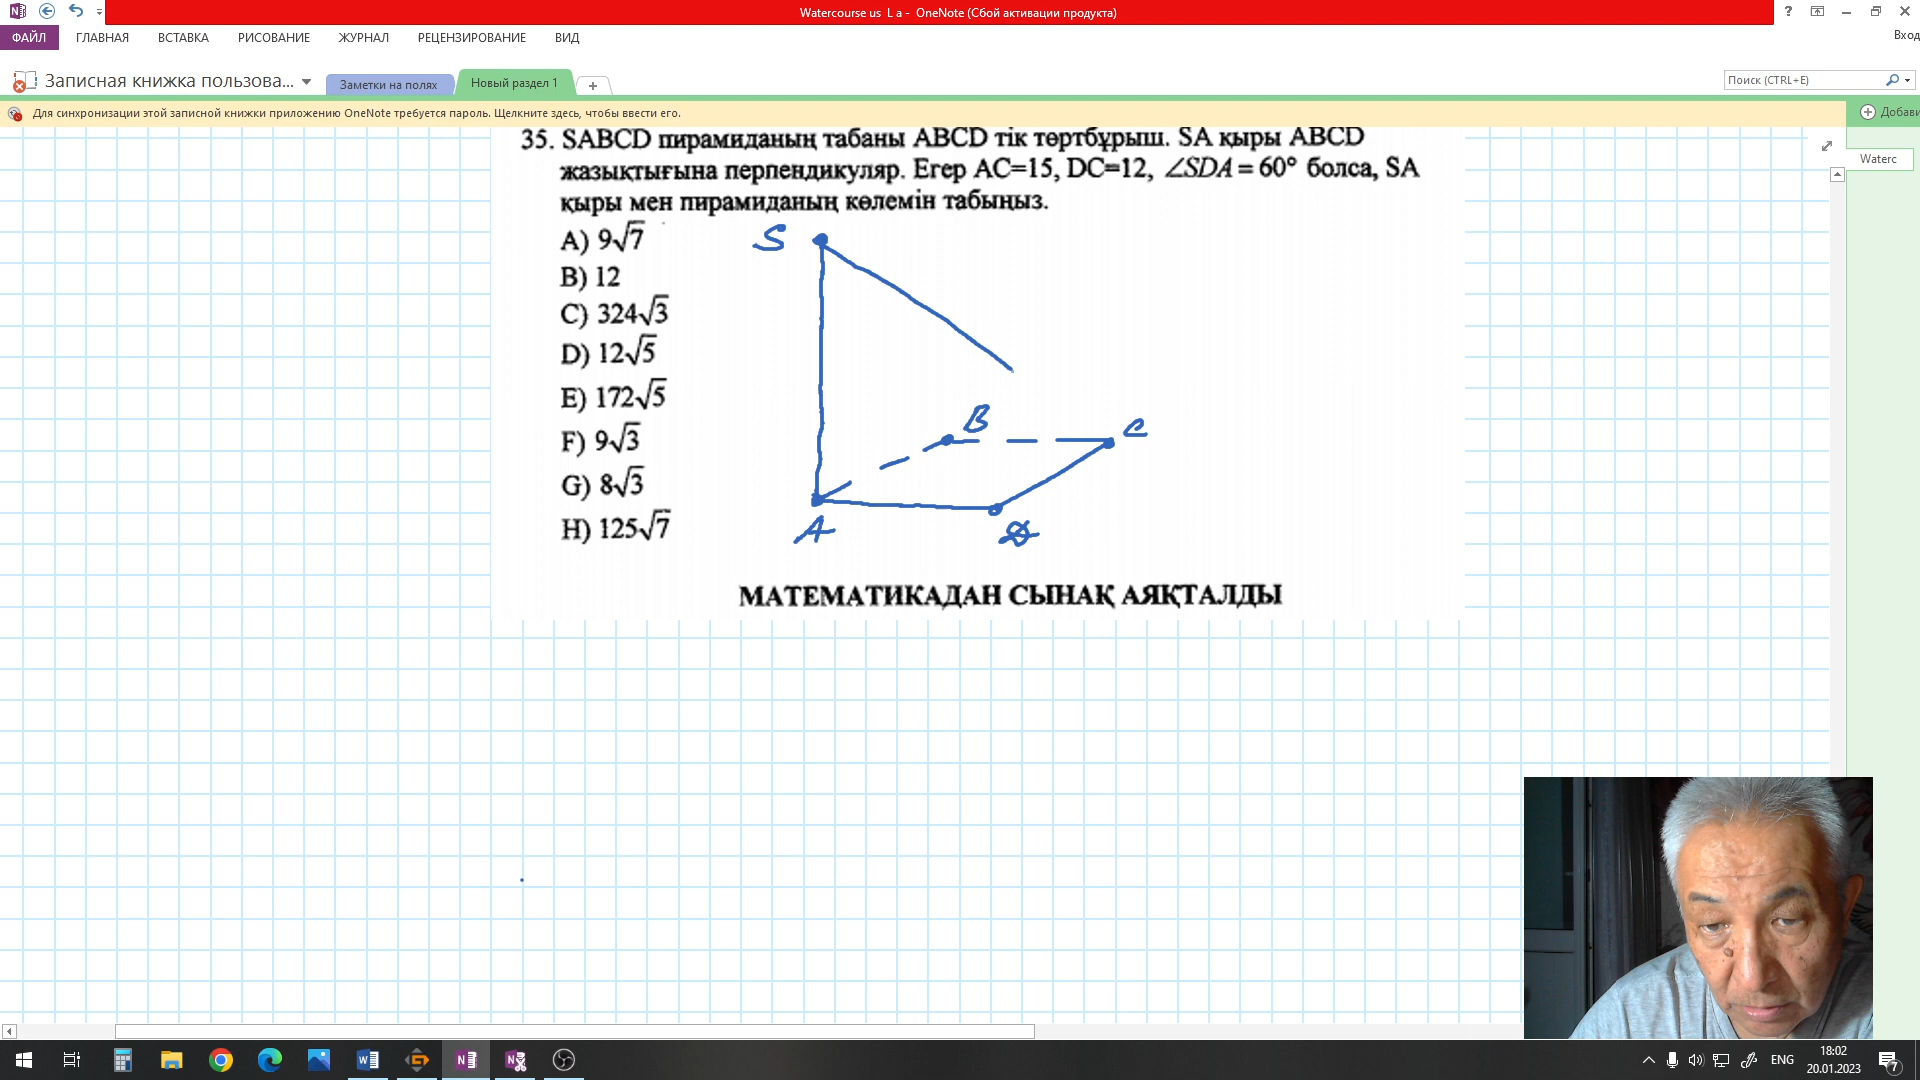 Watercourse us L a - OneNote (Сбой активации продукта)
ФАЙЛ ГЛАВНАЯ ВСТАВКА РИСОВАНИЕ ЖУРНАЛ РЕЦЕНЗИРОВАНИЕ ВИД
Вход
Записная книжка пользова... Заметки на полях Новый раздел 1
Поиск (CTRL+E)
Для синхронизации этой записной книжки приложению OneNote требуется пароль. Щелкните здесь, чтобы ввести его.
Добави
Waterc
35. SABCD пирамиданың табаны ABCD тік төртбұрыш. SA қыры ABCD
жазықтығына перпендикуляр. Егер AC=15, DC=12, ∠SDA = 60° болса, SA
қыры мен пирамиданың көлемін табыңыз.
A) 9√7
B) 12
C) 324√3
D) 12√5
E) 172√5
F) 9√3
G) 8√3
H) 125√7
S
B
C
A
D
МАТЕМАТИКАДАН СЫНАҚ АЯҚТАЛДЫ
ENG
18:02
20.01.2023
7